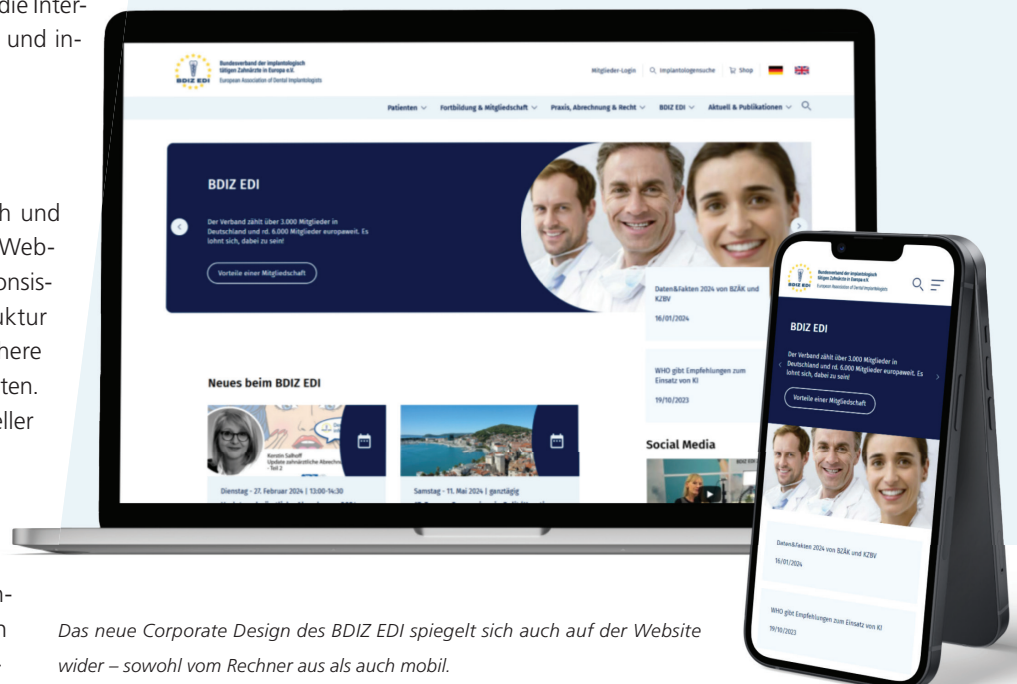 die Inter-
und in-
h und
Web-
onsis-
uktur
here
ten.
eller
n-
n
-
BDIZ EDI
Bundesverband der implantologisch
tätigen Zahnärzte in Europa e.V.
European Association of Dental Implantologists
Mitglieder-Login
Implantologensuche
Shop
Patienten
Fortbildung & Mitgliedschaft
Praxis, Abrechnung & Recht
BDIZ EDI
Aktuell & Publikationen
BDIZ EDI
Der Verband zählt über 3.000 Mitglieder in
Deutschland und rd. 6.000 Mitglieder europaweit. Es
lohnt sich, dabei zu sein!
Vorteile einer Mitgliedschaft
Daten&Fakten 2024 von BZÄK und
KZBV
16/01/2024
WHO gibt Empfehlungen zum
Einsatz von KI
19/10/2023
Neues beim BDIZ EDI
Kerstin Salhoff
Update zahnärztliche Abrechnung
- Teil 2
Dienstag - 27. Februar 2024 | 13:00-14:30
Samstag - 11. Mai 2024 | ganztägig
Social Media
BDIZ EDI
Bundesverband der implantologisch
tätigen Zahnärzte in Europa e.V.
European Association of Dental Implantologists
BDIZ EDI
Der Verband zählt über 3.000 Mitglieder in
Deutschland und rd. 6.000 Mitglieder europaweit. Es
lohnt sich, dabei zu sein!
Vorteile einer Mitgliedschaft
Daten&Fakten 2024 von BZÄK und KZBV
16/01/2024
WHO gibt Empfehlungen zum Einsatz von KI
19/10/2023
Das neue Corporate Design des BDIZ EDI spiegelt sich auch auf der Website
wider – sowohl vom Rechner aus als auch mobil.